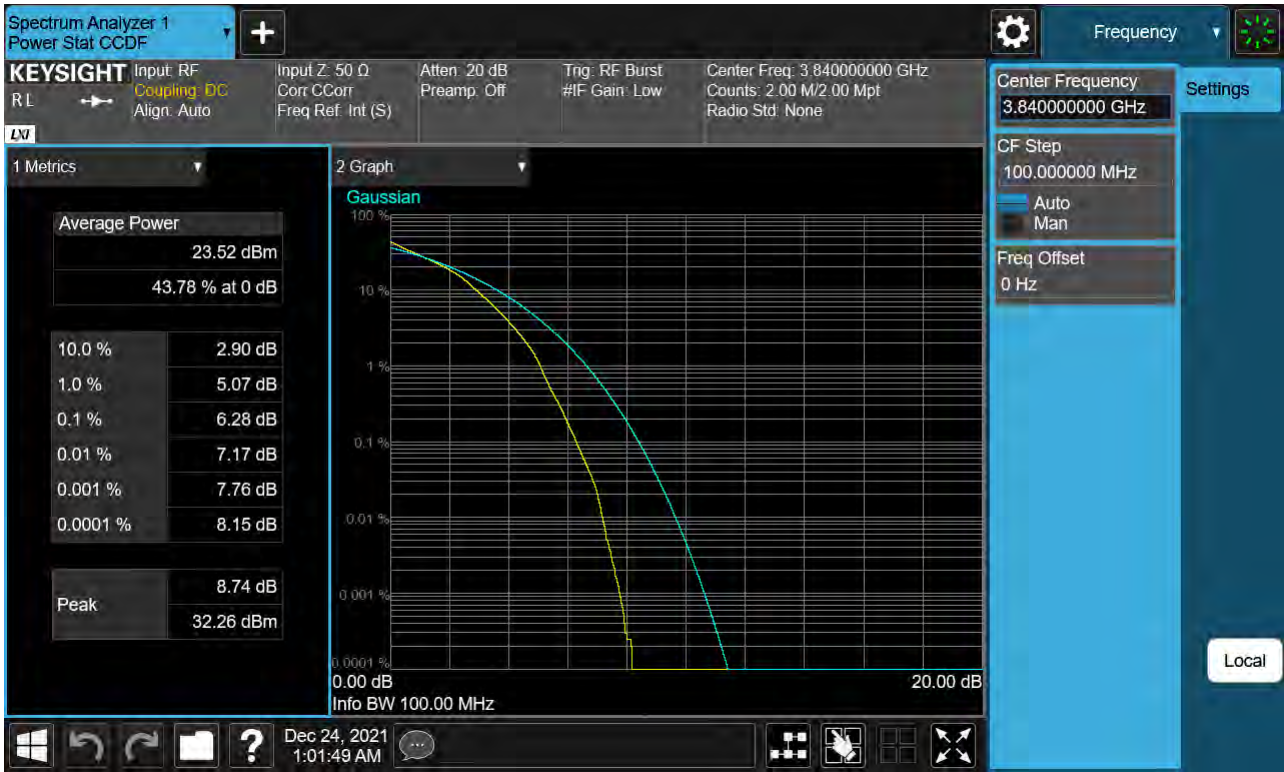 Spectrum Analyzer 1
Power Stat CCDF
+
Frequency
KEYSIGHT
R L
LXI
Input: RF
Coupling: DC
Align: Auto
Input Z: 50 Ω
Corr CCorr
Freq Ref: Int (S)
Atten: 20 dB
Preamp: Off
Trig: RF Burst
#IF Gain: Low
Center Freq: 3.840000000 GHz
Counts: 2.00 M/2.00 Mpt
Radio Std: None
Center Frequency
3.840000000 GHz
Settings
CF Step
100.000000 MHz
Auto
Man
Freq Offset
0 Hz
1 Metrics
Average Power
23.52 dBm
43.78 % at 0 dB
10.0 % 2.90 dB
1.0 % 5.07 dB
0.1 % 6.28 dB
0.01 % 7.17 dB
0.001 % 7.76 dB
0.0001 % 8.15 dB
Peak
8.74 dB
32.26 dBm
2 Graph
Gaussian
100 %
10 %
1 %
0.1 %
0.01 %
0.001 %
0.0001 %
0.00 dB 20.00 dB
Info BW 100.00 MHz
Local
?
Dec 24, 2021
1:01:49 AM